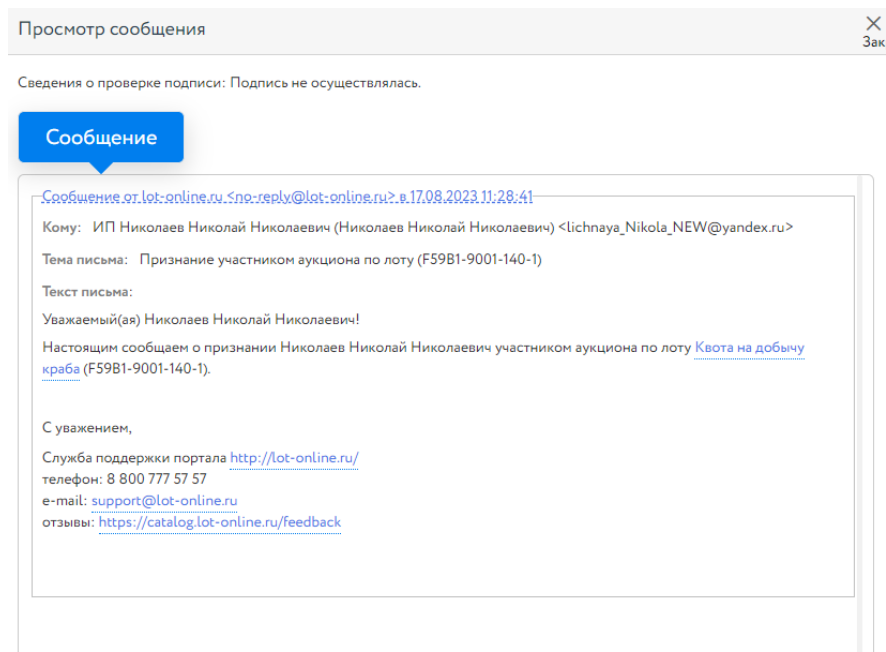 Просмотр сообщения
Зак
Сведения о проверке подписи: Подпись не осуществлялась.
Сообщение
Сообщение от lot-online.ru <no-reply@lot-online.ru> в 17.08.2023 11:28:41
Кому: ИП Николаев Николай Николаевич (Николаев Николай Николаевич) <lichnaya_Nikola_NEW@yandex.ru>
Тема письма: Признание участником аукциона по лоту (F59B1-9001-140-1)
Текст письма:
Уважаемый(ая) Николаев Николай Николаевич!
Настоящим сообщаем о признании Николаев Николай Николаевич участником аукциона по лоту Квота на добычу
краба (F59B1-9001-140-1).
С уважением,
Служба поддержки портала http://lot-online.ru/
телефон: 8 800 777 57 57
e-mail: support@lot-online.ru
отзывы: https://catalog.lot-online.ru/feedback